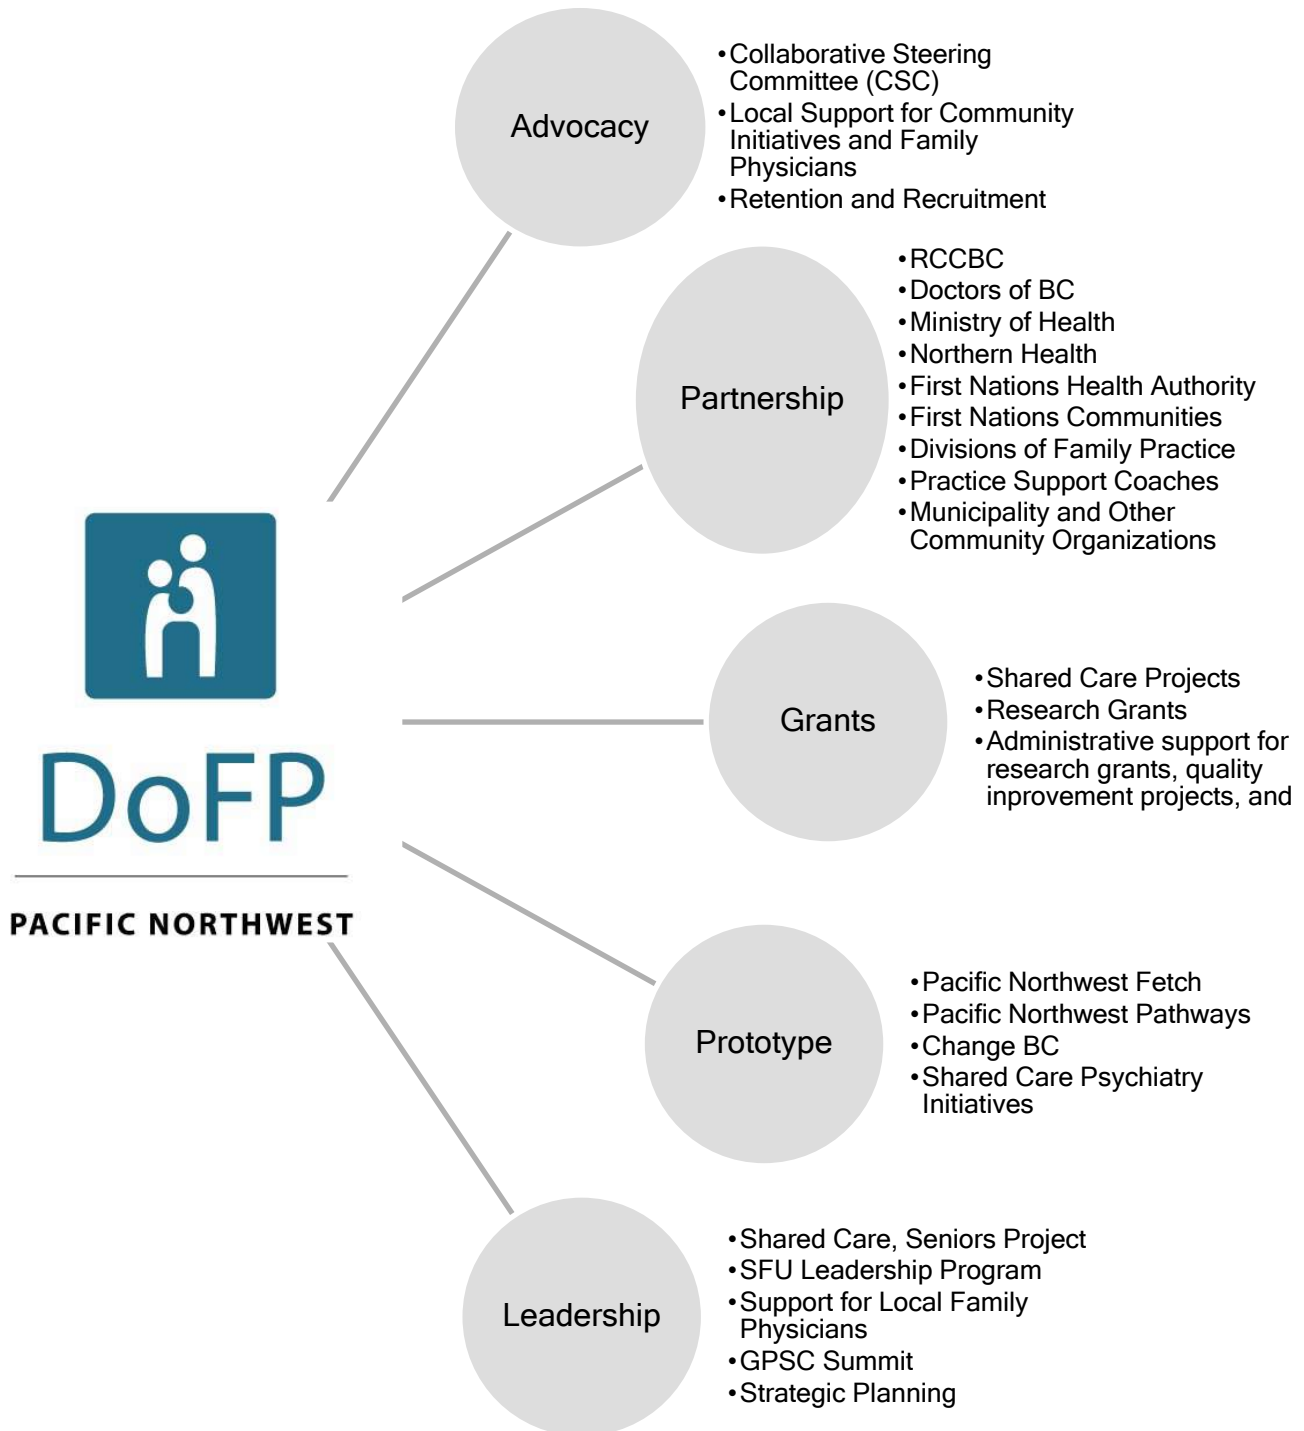 Advocacy
•Collaborative Steering
Committee (CSC)
•Local Support for Community
Initiatives and Family
Physicians
•Retention and Recruitment
Partnership
•RCCBC
•Doctors of BC
•Ministry of Health
•Northern Health
•First Nations Health Authority
•First Nations Communities
•Divisions of Family Practice
•Practice Support Coaches
•Municipality and Other
Community Organizations
DoFP
PACIFIC NORTHWEST
Grants
•Shared Care Projects
•Research Grants
•Administrative support for
research grants, quality
inprovement projects, and
Prototype
•Pacific Northwest Fetch
•Pacific Northwest Pathways
•Change BC
•Shared Care Psychiatry
Initiatives
Leadership
•Shared Care, Seniors Project
•SFU Leadership Program
•Support for Local Family
Physicians
•GPSC Summit
•Strategic Planning